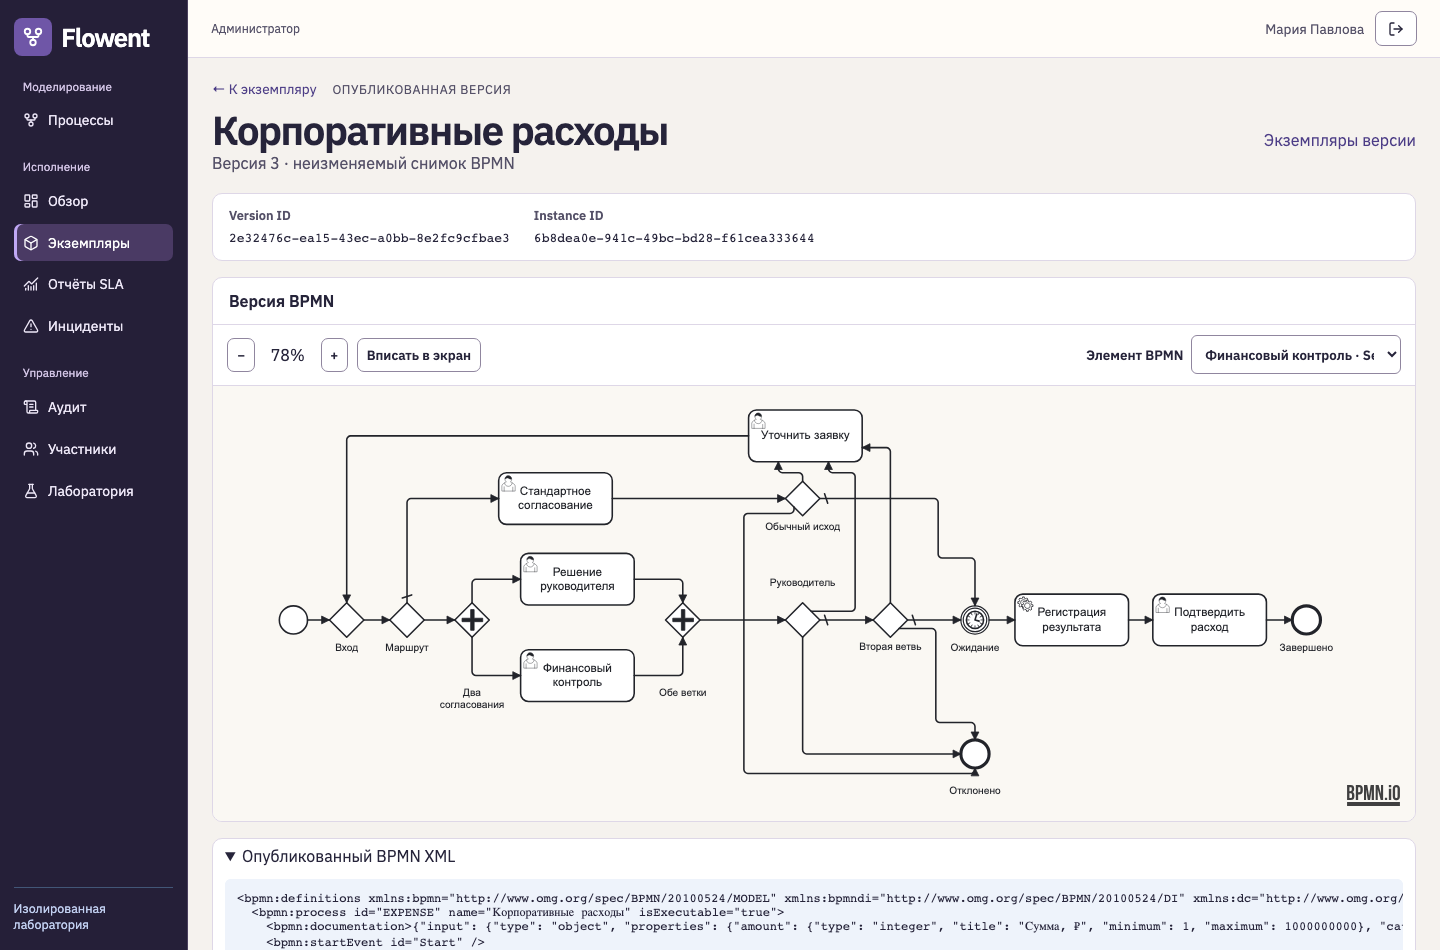 Flowent
Администратор
Мария Павлова
Моделирование
Процессы
Исполнение
Обзор
Экземпляры
Отчёты SLA
Инциденты
Управление
Аудит
Участники
Лаборатория
Изолированная
лаборатория
← К экземпляру ОПУБЛИКОВАННАЯ ВЕРСИЯ
Корпоративные расходы
Версия 3 · неизменяемый снимок BPMN
Экземпляры версии
Version ID
2e32476c-ea15-43ec-a0bb-8e2fc9cfbae3
Instance ID
6b8dea0e-941c-49bc-bd28-f61cea333644
Версия BPMN
− 78% + Вписать в экран
Элемент BPMN Финансовый контроль · Se
Уточнить заявку
Стандартное
согласование
Обычный исход
Решение
руководителя
Руководитель
Регистрация
результата
Подтвердить
расход
Вход
Маршрут
Вторая ветвь
Ожидание
Завершено
Финансовый
контроль
Два
согласования
Обе ветки
Отклонено
BPMN.iO
▼ Опубликованный BPMN XML
<bpmn:definitions xmlns:bpmn="http://www.omg.org/spec/BPMN/20100524/MODEL" xmlns:bpmndi="http://www.omg.org/spec/BPMN/20100524/DI" xmlns:dc="http://www.omg.org/
<bpmn:process id="EXPENSE" name="Корпоративные расходы" isExecutable="true">
<bpmn:documentation>{"input": {"type": "object", "properties": {"amount": {"type": "integer", "title": "Сумма, ₽", "minimum": 1, "maximum": 1000000000}, "ca
<bpmn:startEvent id="Start" />